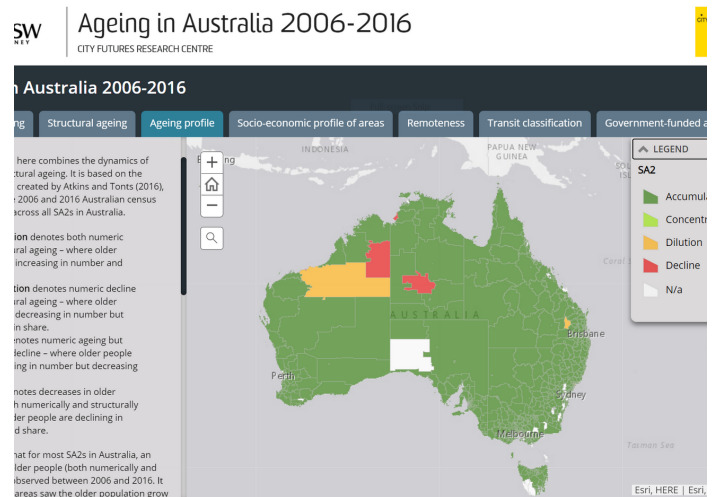 SW
NEY
Ageing in Australia 2006-2016
CITY FUTURES RESEARCH CENTRE
n Australia 2006-2016
ng
Structural ageing
Ageing profile
Socio-economic profile of areas
Remoteness
Transit classification
Government-funded a
here combines the dynamics of
ctural ageing. It is based on the
created by Atkins and Tonts (2016),
2006 and 2016 Australian census
across all SA2s in Australia.
tion denotes both numeric
ural ageing – where older
increasing in number and
tion denotes numeric decline
ural ageing – where older
decreasing in number but
in share.
enotes numeric ageing but
decline – where older people
ing in number but decreasing
notes decreases in older
h numerically and structurally
der people are declining in
d share.
hat for most SA2s in Australia, an
lder people (both numerically and
observed between 2006 and 2016. It
areas saw the older population grow
INDONESIA
PAPUA NEW
GUINEA
AUSTRALIA
Brisbane
Perth
Sydney
Melbourne
Coral S
Tasman Sea
LEGEND
SA2
Accumula
Concentr
Dilution
Decline
N/a
Esri, HERE | Esri,